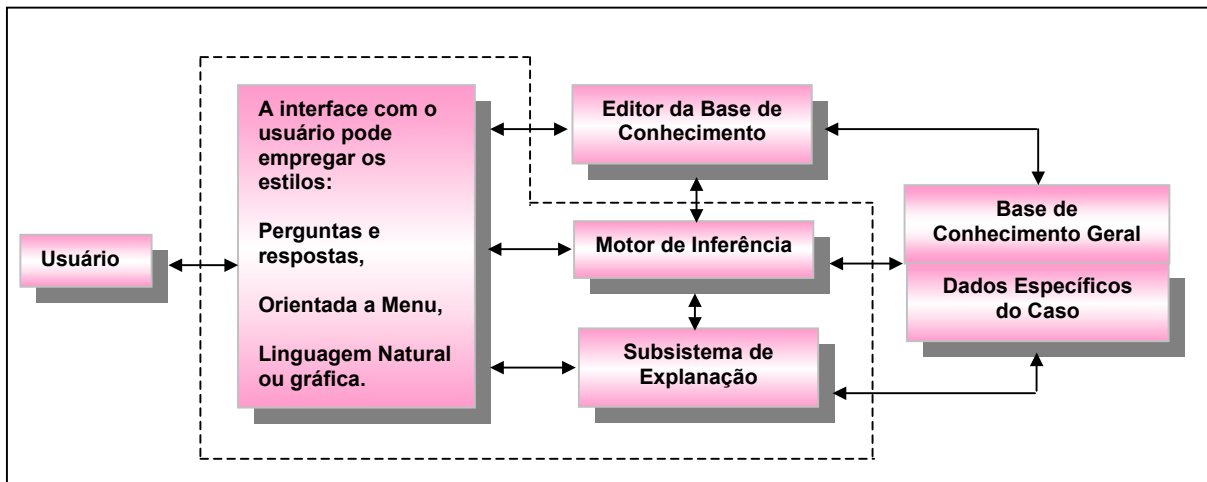 Usuário
A interface com o
usuário pode
empregar os
estilos:
Perguntas e
respostas,
Orientada a Menu,
Linguagem Natural
ou gráfica.
Editor da Base de
Conhecimento
Motor de Inferência
Subsistema de
Explanação
Base de
Conhecimento Geral
Dados Específicos
do Caso